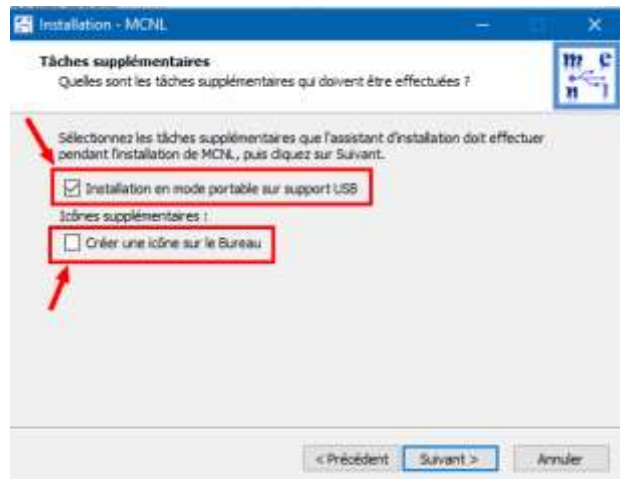 Installation - MCNL
Tâches supplémentaires
Quelles sont les tâches supplémentaires qui doivent être effectuées ?
m e
n l
Sélectionnez les tâches supplémentaires que l'assistant d'installation doit effectuer
pendant l'installation de MCNL, puis cliquez sur Suivant.
Installation en mode portable sur support USB
Icônes supplémentaires :
Créer une icône sur le Bureau
< Précédent
Suivant >
Annuler